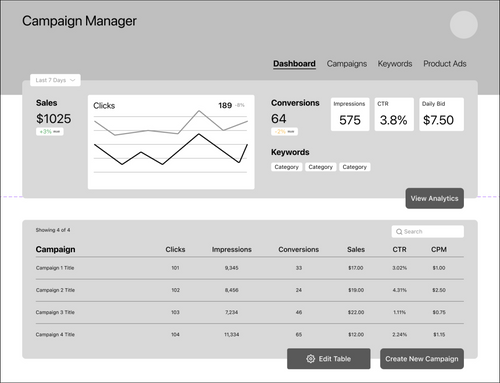 Campaign Manager
Dashboard Campaigns Keywords Product Ads
Last 7 Days
Sales
$1025
+3%
Clicks 189 -8%
Conversions
64
-2%
Impressions
575
CTR
3.8%
Daily Bid
$7.50
Keywords
Category Category Category
View Analytics
Showing 4 of 4
Search
Campaign Clicks Impressions Conversions Sales CTR CPM
Campaign 1 Title 101 9,345 33 $17.00 3.02% $1.00
Campaign 2 Title 102 8,456 24 $19.00 4.31% $2.50
Campaign 3 Title 103 7,234 46 $22.00 1.11% $0.75
Campaign 4 Title 104 11,334 65 $12.00 2.24% $1.15
Edit Table Create New Campaign